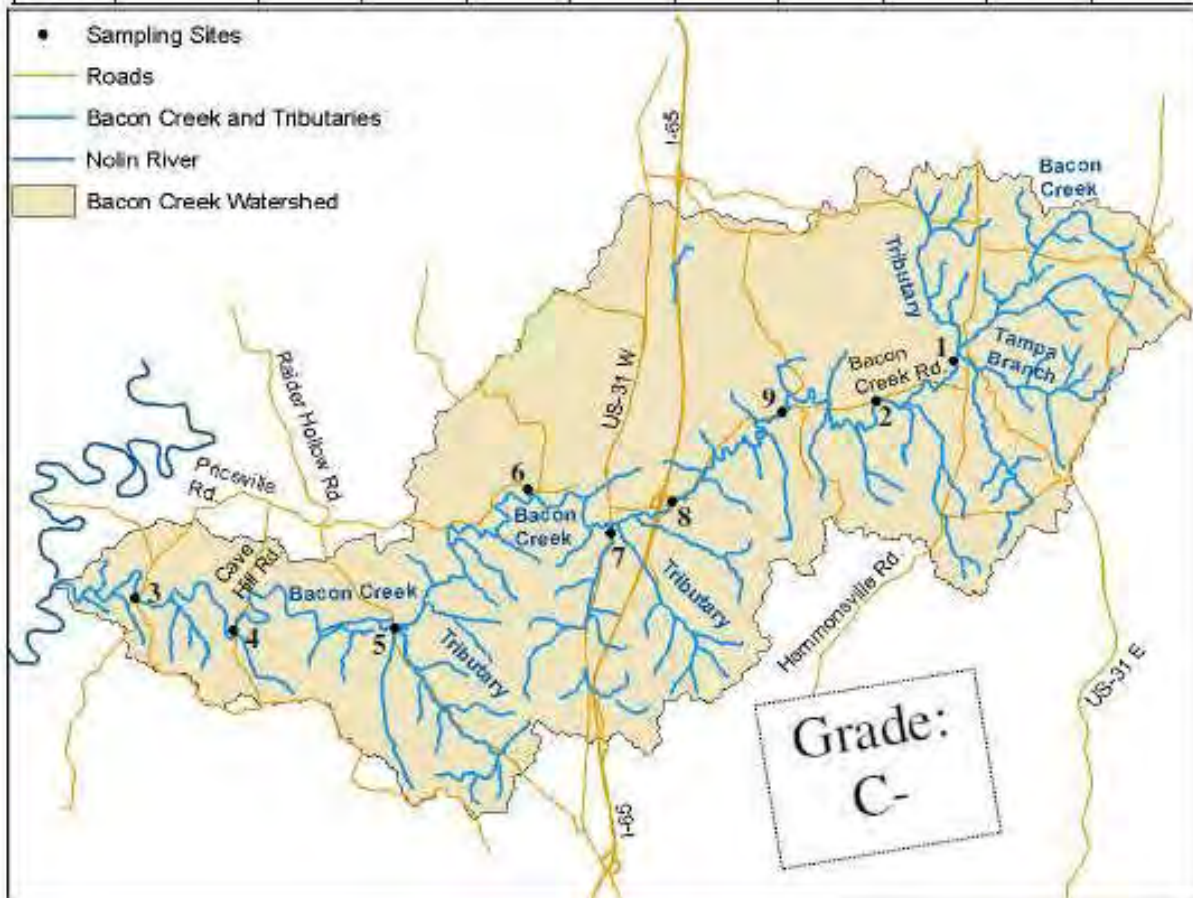 Sampling Sites
Roads
Bacon Creek and Tributaries
Nolin River
Bacon Creek Watershed
I-65
Bacon
Creek
Tributary
1
Tampa
Branch
Bacon
Creek Rd.
2
9
US-31 W
Raider Hollow Rd
Priceville
Rd.
6
Bacon
Creek
8
7
Cave
Hill Rd.
3
Bacon Creek
4
5
Tributary
Tributary
Hammonsville Rd
US-31 E
Grade:
C-
I-65